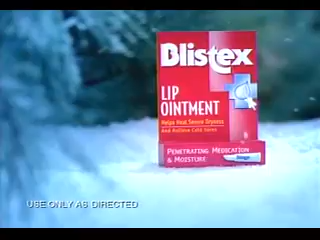 Blistex
LIP
OINTMENT
Helps Heal Severe Dryness
And Relieve Cold Sores
PENETRATING MEDICATION
& MOISTURE
USE ONLY AS DIRECTED